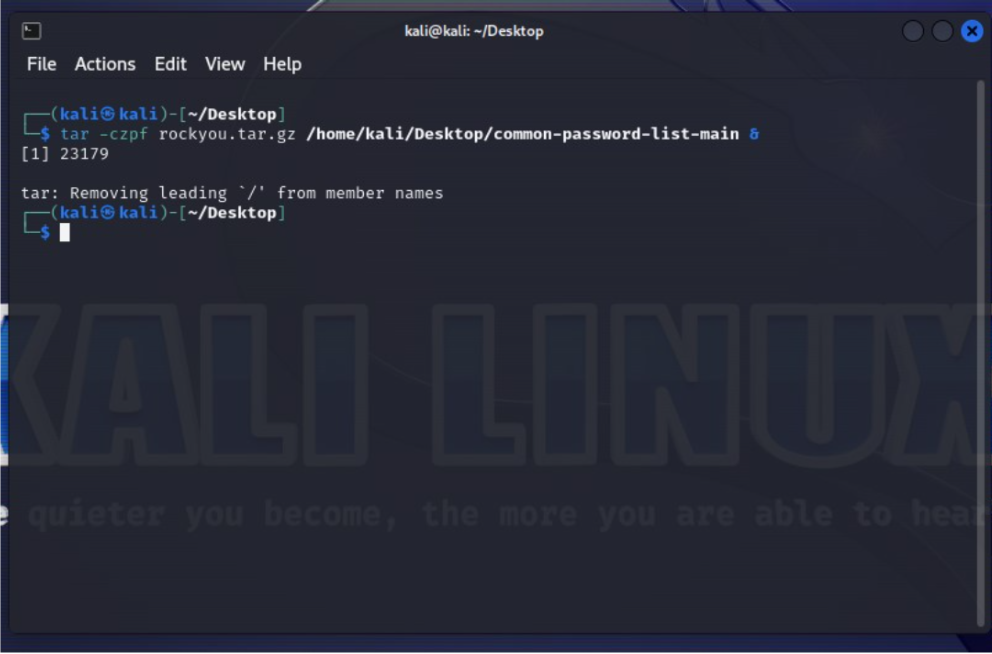 kali@kali: ~/Desktop
File Actions Edit View Help
┌──(kali㉿kali)-[~/Desktop]
└─$ tar -czpf rockyou.tar.gz /home/kali/Desktop/common-password-list-main &
[1] 23179
tar: Removing leading `/' from member names
┌──(kali㉿kali)-[~/Desktop]
└─$
KALI LINUX
e quieter you become, the more you are able to hear